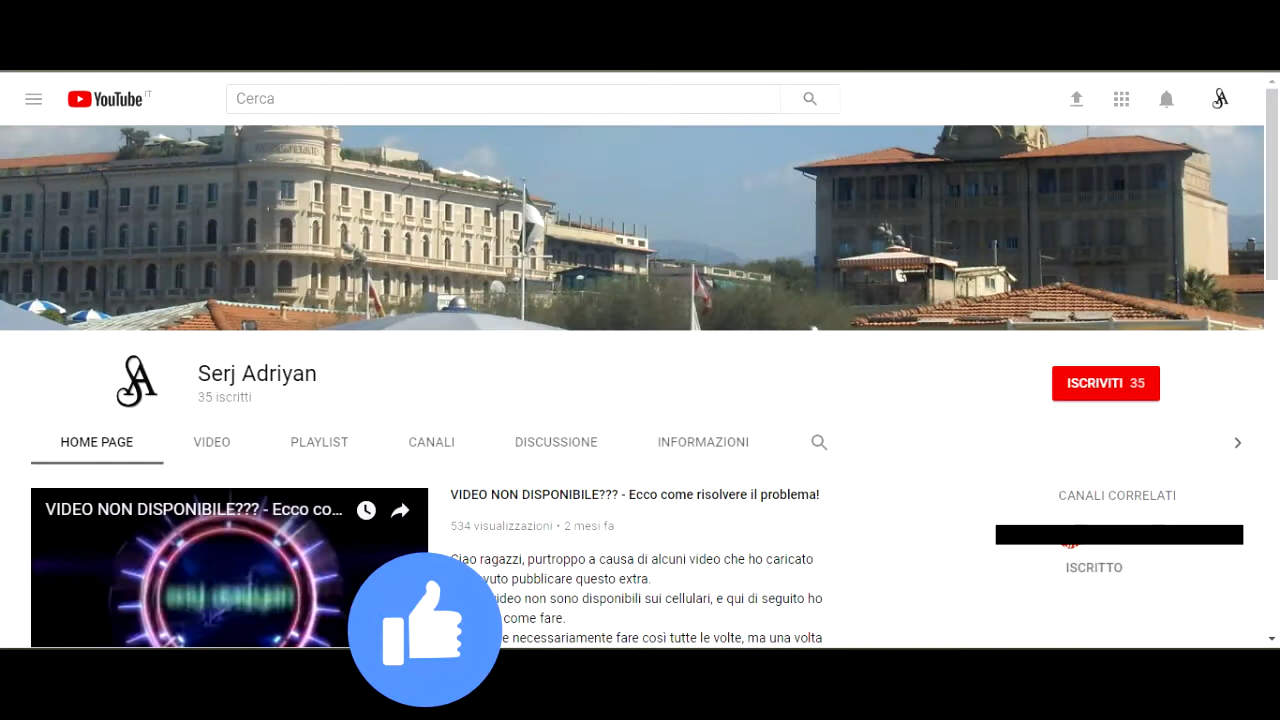 YouTube IT
Cerca
Serj Adriyan
35 iscritti
ISCRIVITI 35
HOME PAGE VIDEO PLAYLIST CANALI DISCUSSIONE INFORMAZIONI
VIDEO NON DISPONIBILE??? - Ecco co...
VIDEO NON DISPONIBILE??? - Ecco come risolvere il problema!
534 visualizzazioni • 2 mesi fa
Ciao ragazzi, purtroppo a causa di alcuni video che ho caricato
pubblicare questo extra.
non sono disponibili sui cellulari, e qui di seguito ho
come fare.
necessariamente fare così tutte le volte, ma una volta
CANALI CORRELATI
ISCRITTO